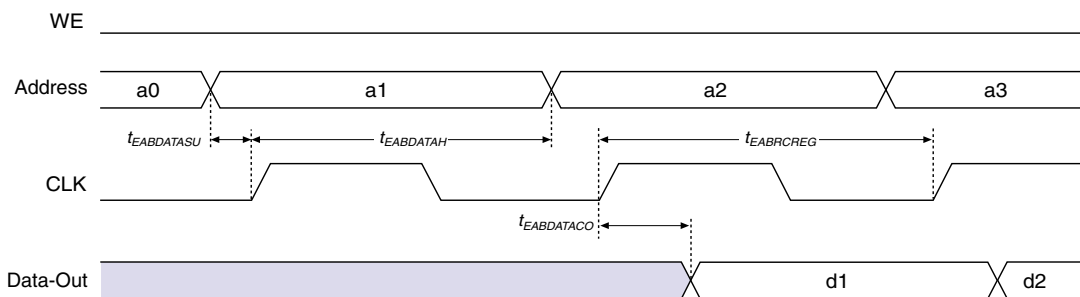 WE
Address a0 a1 a2 a3
tEABDATASU tEABDATAH tEABRCREG
CLK
tEABDATACO
Data-Out d1 d2